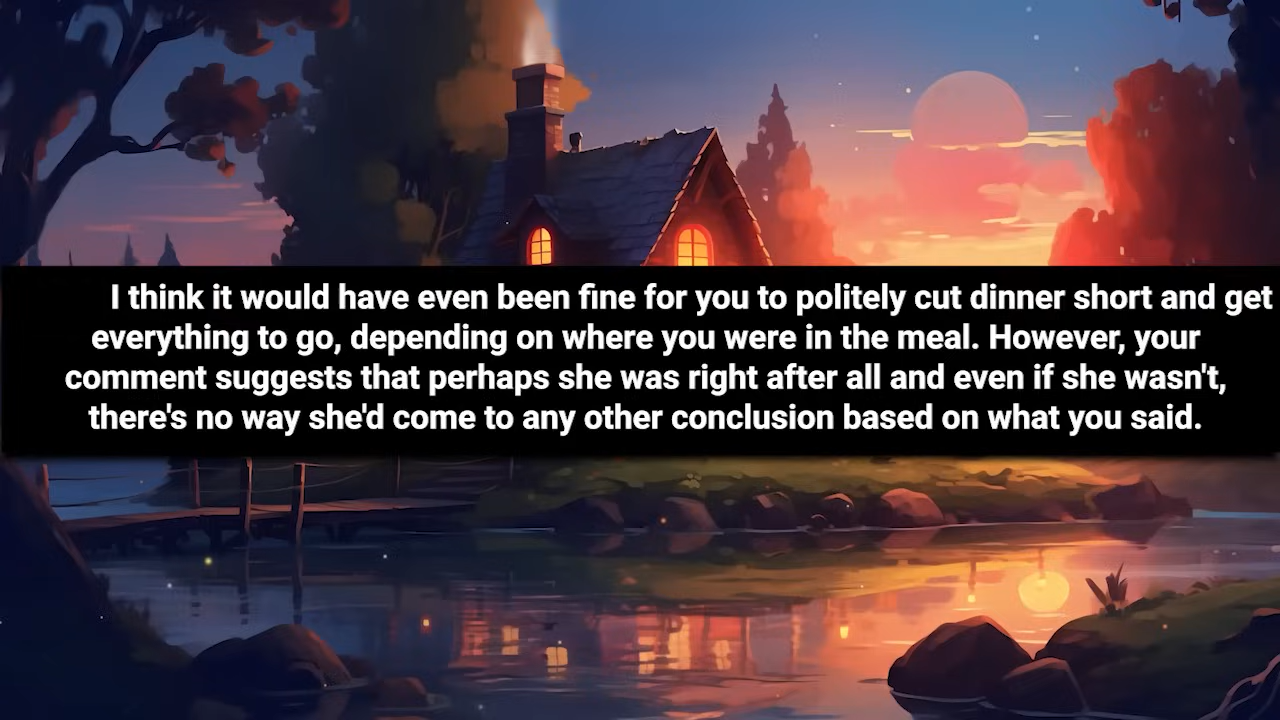 I think it would have even been fine for you to politely cut dinner short and get
everything to go, depending on where you were in the meal. However, your
comment suggests that perhaps she was right after all and even if she wasn't,
there's no way she'd come to any other conclusion based on what you said.